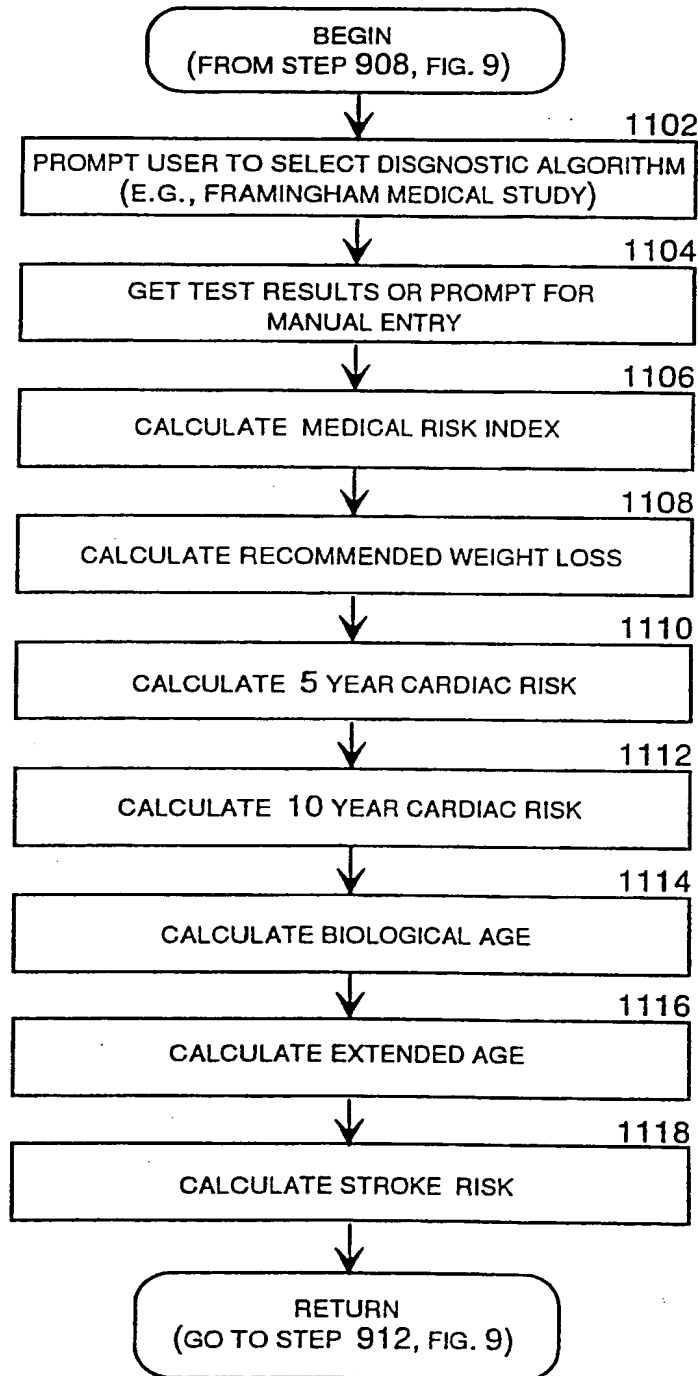 BEGIN
(FROM STEP 908, FIG. 9)
1102
PROMPT USER TO SELECT DISGNOSTIC ALGORITHM
(E.G., FRAMINGHAM MEDICAL STUDY)
1104
GET TEST RESULTS OR PROMPT FOR
MANUAL ENTRY
1106
CALCULATE MEDICAL RISK INDEX
1108
CALCULATE RECOMMENDED WEIGHT LOSS
1110
CALCULATE 5 YEAR CARDIAC RISK
1112
CALCULATE 10 YEAR CARDIAC RISK
1114
CALCULATE BIOLOGICAL AGE
1116
CALCULATE EXTENDED AGE
1118
CALCULATE STROKE RISK
RETURN
(GO TO STEP 912, FIG. 9)